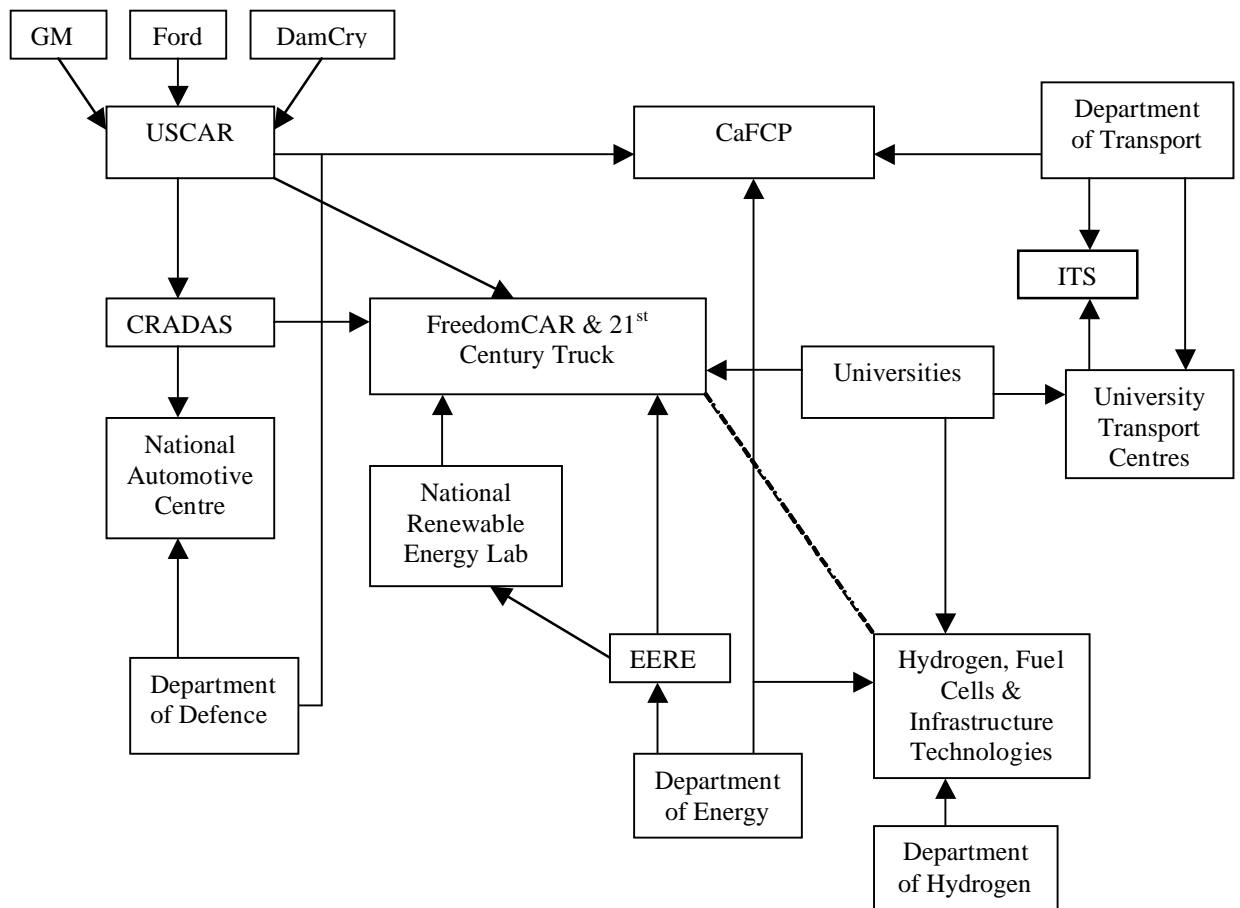 GM
Ford
DamCry
USCAR
CaFCP
Department
of Transport
ITS
CRADAS
FreedomCAR & 21st
Century Truck
Universities
University
Transport
Centres
National
Automotive
Centre
National
Renewable
Energy Lab
EERE
Hydrogen, Fuel
Cells &
Infrastructure
Technologies
Department
of Defence
Department
of Energy
Department
of Hydrogen